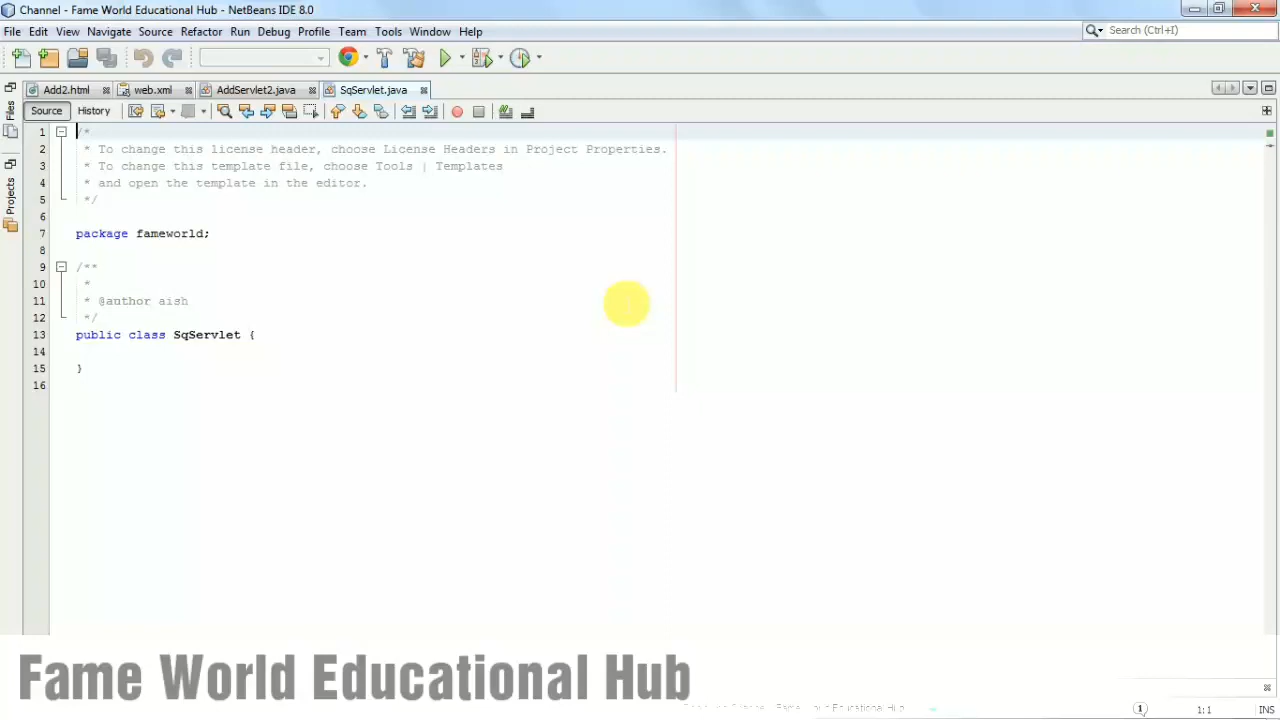 Channel - Fame World Educational Hub - NetBeans IDE 8.0
File Edit View Navigate Source Refactor Run Debug Profile Team Tools Window Help
Search (Ctrl+I)
Add2.html web.xml AddServlet2.java SqServlet.java
Source History
Files
Projects
1 /*
2 * To change this license header, choose License Headers in Project Properties.
3 * To change this template file, choose Tools | Templates
4 * and open the template in the editor.
5 */
6
7 package fameworld;
8
9 /**
10 *
11 * @author aish
12 */
13 public class SqServlet {
14
15 }
16
Fame World Educational Hub
1:1 INS